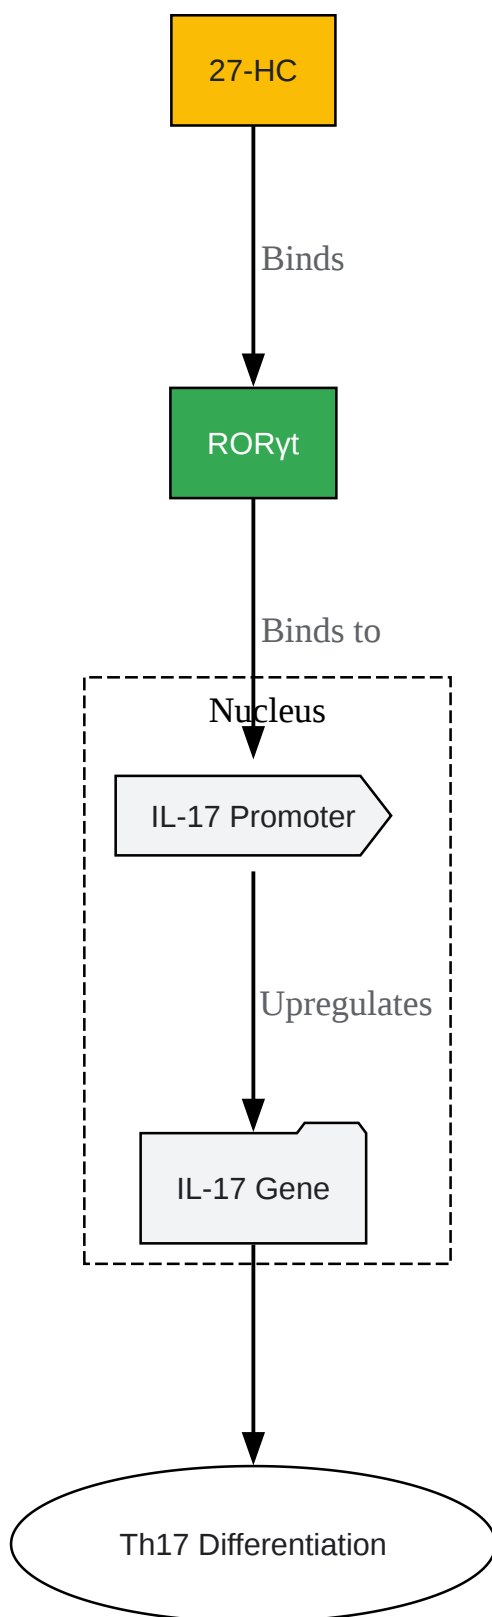 27-HC
Binds
RORγt
Binds to
Nucleus
IL-17 Promoter
Upregulates
IL-17 Gene
Th17 Differentiation